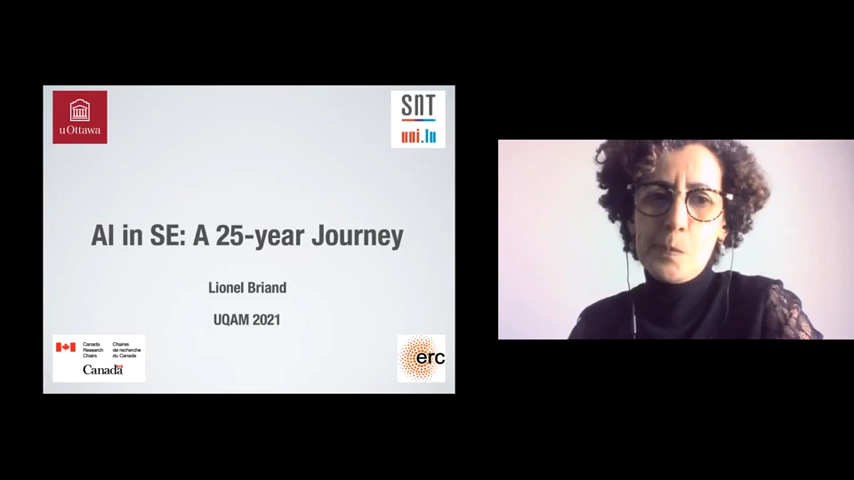 uOttawa
SnT
uni.lu
AI in SE: A 25-year Journey
Lionel Briand
UQAM 2021
Canada Research Chairs
Chaires de recherche du Canada
Canada
erc